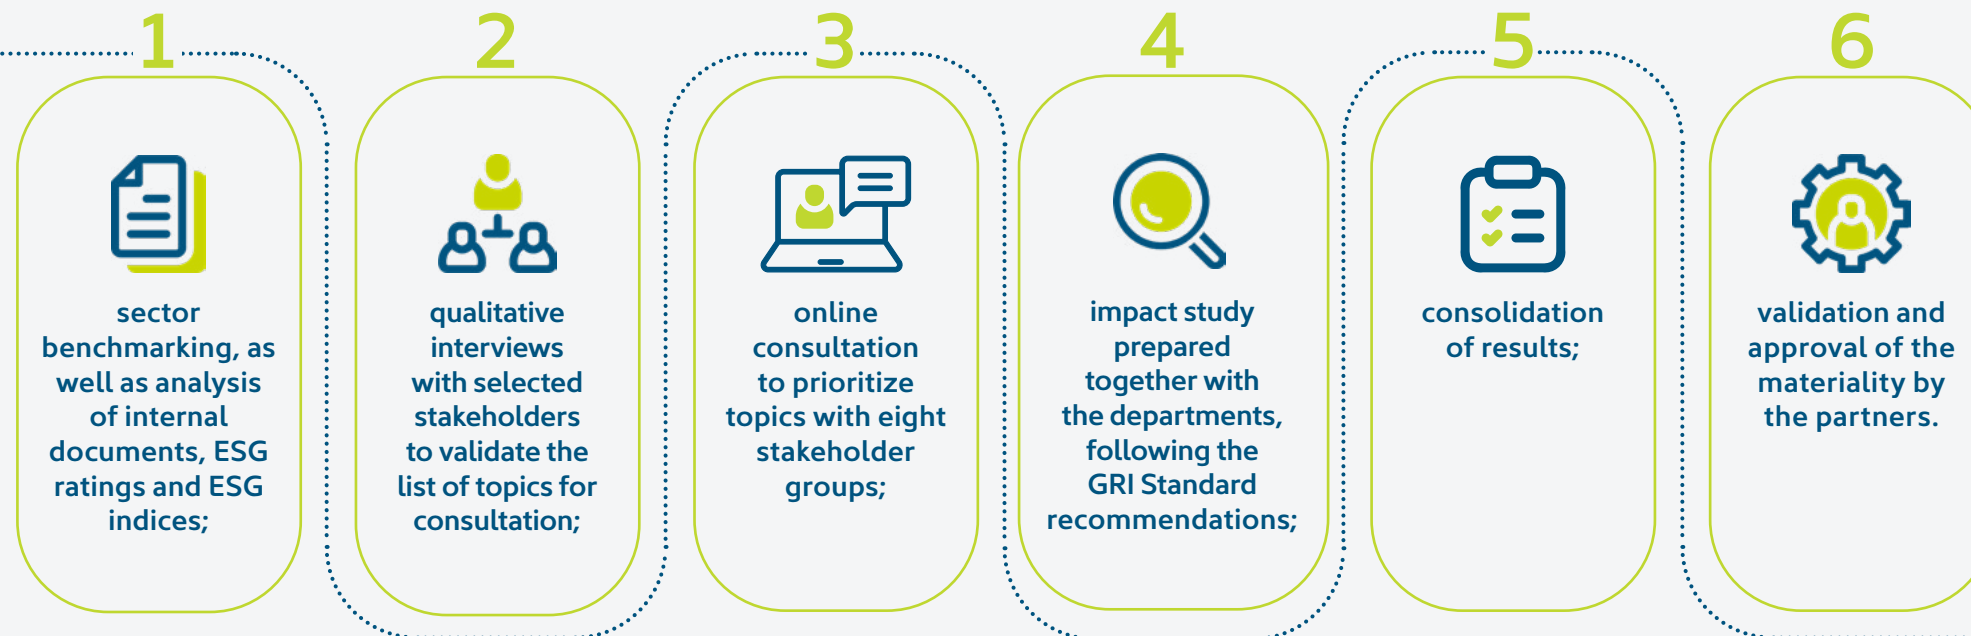 1
sector
benchmarking, as
well as analysis
of internal
documents, ESG
ratings and ESG
indices;
2
qualitative
interviews
with selected
stakeholders
to validate the
list of topics for
consultation;
3
online
consultation
to prioritize
topics with eight
stakeholder
groups;
4
impact study
prepared
together with
the departments,
following the
GRI Standard
recommendations;
5
consolidation
of results;
6
validation and
approval of the
materiality by
the partners.